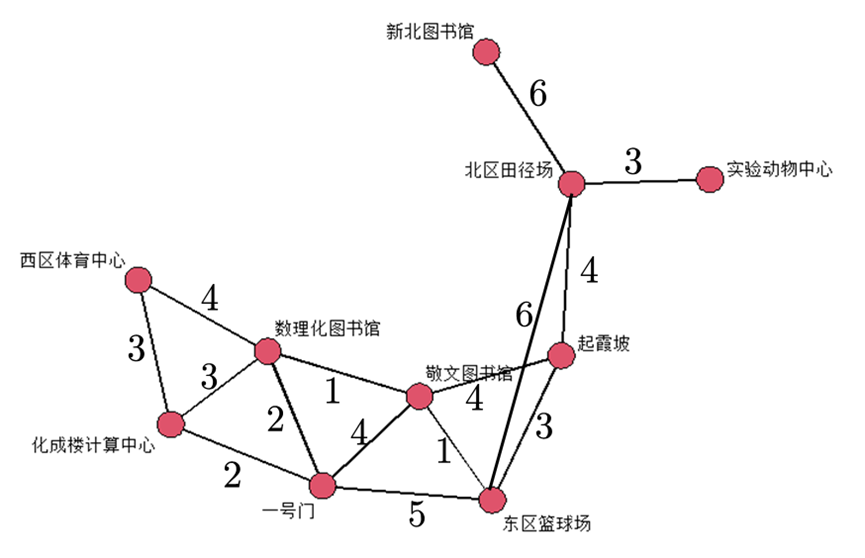 新北图书馆
6
北区田径场
3
实验动物中心
西区体育中心
4
4
6
3
数理化图书馆
起霞坡
3
1
敬文图书馆
4
2
4
3
1
化成楼计算中心
2
一号门
5
东区篮球场